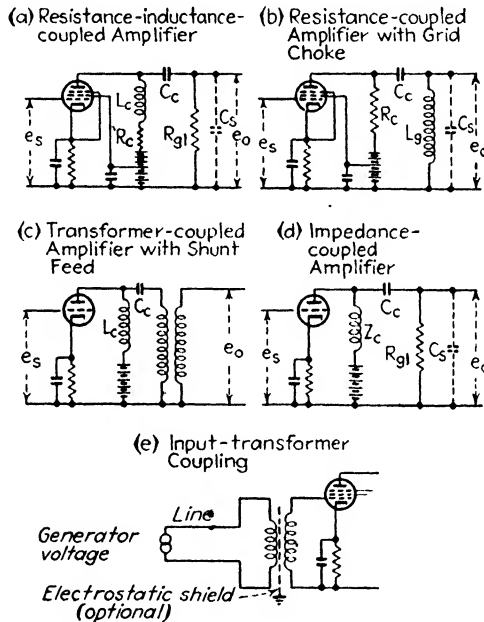 (a) Resistance-inductance-
coupled Amplifier
(b) Resistance-coupled
Amplifier with Grid
Choke
Lc
Cc
es
Rc
Rgl
Cs
eo
Cc
es
Rc
Lg
Cs
eo
(c) Transformer-coupled
Amplifier with Shunt
Feed
(d) Impedance-
coupled
Amplifier
Cc
es
Lc
eo
Cc
es
Zc
Rgl
Cs
eo
(e) Input-transformer
Coupling
Line
Generator
voltage
Electrostatic shield
(optional)